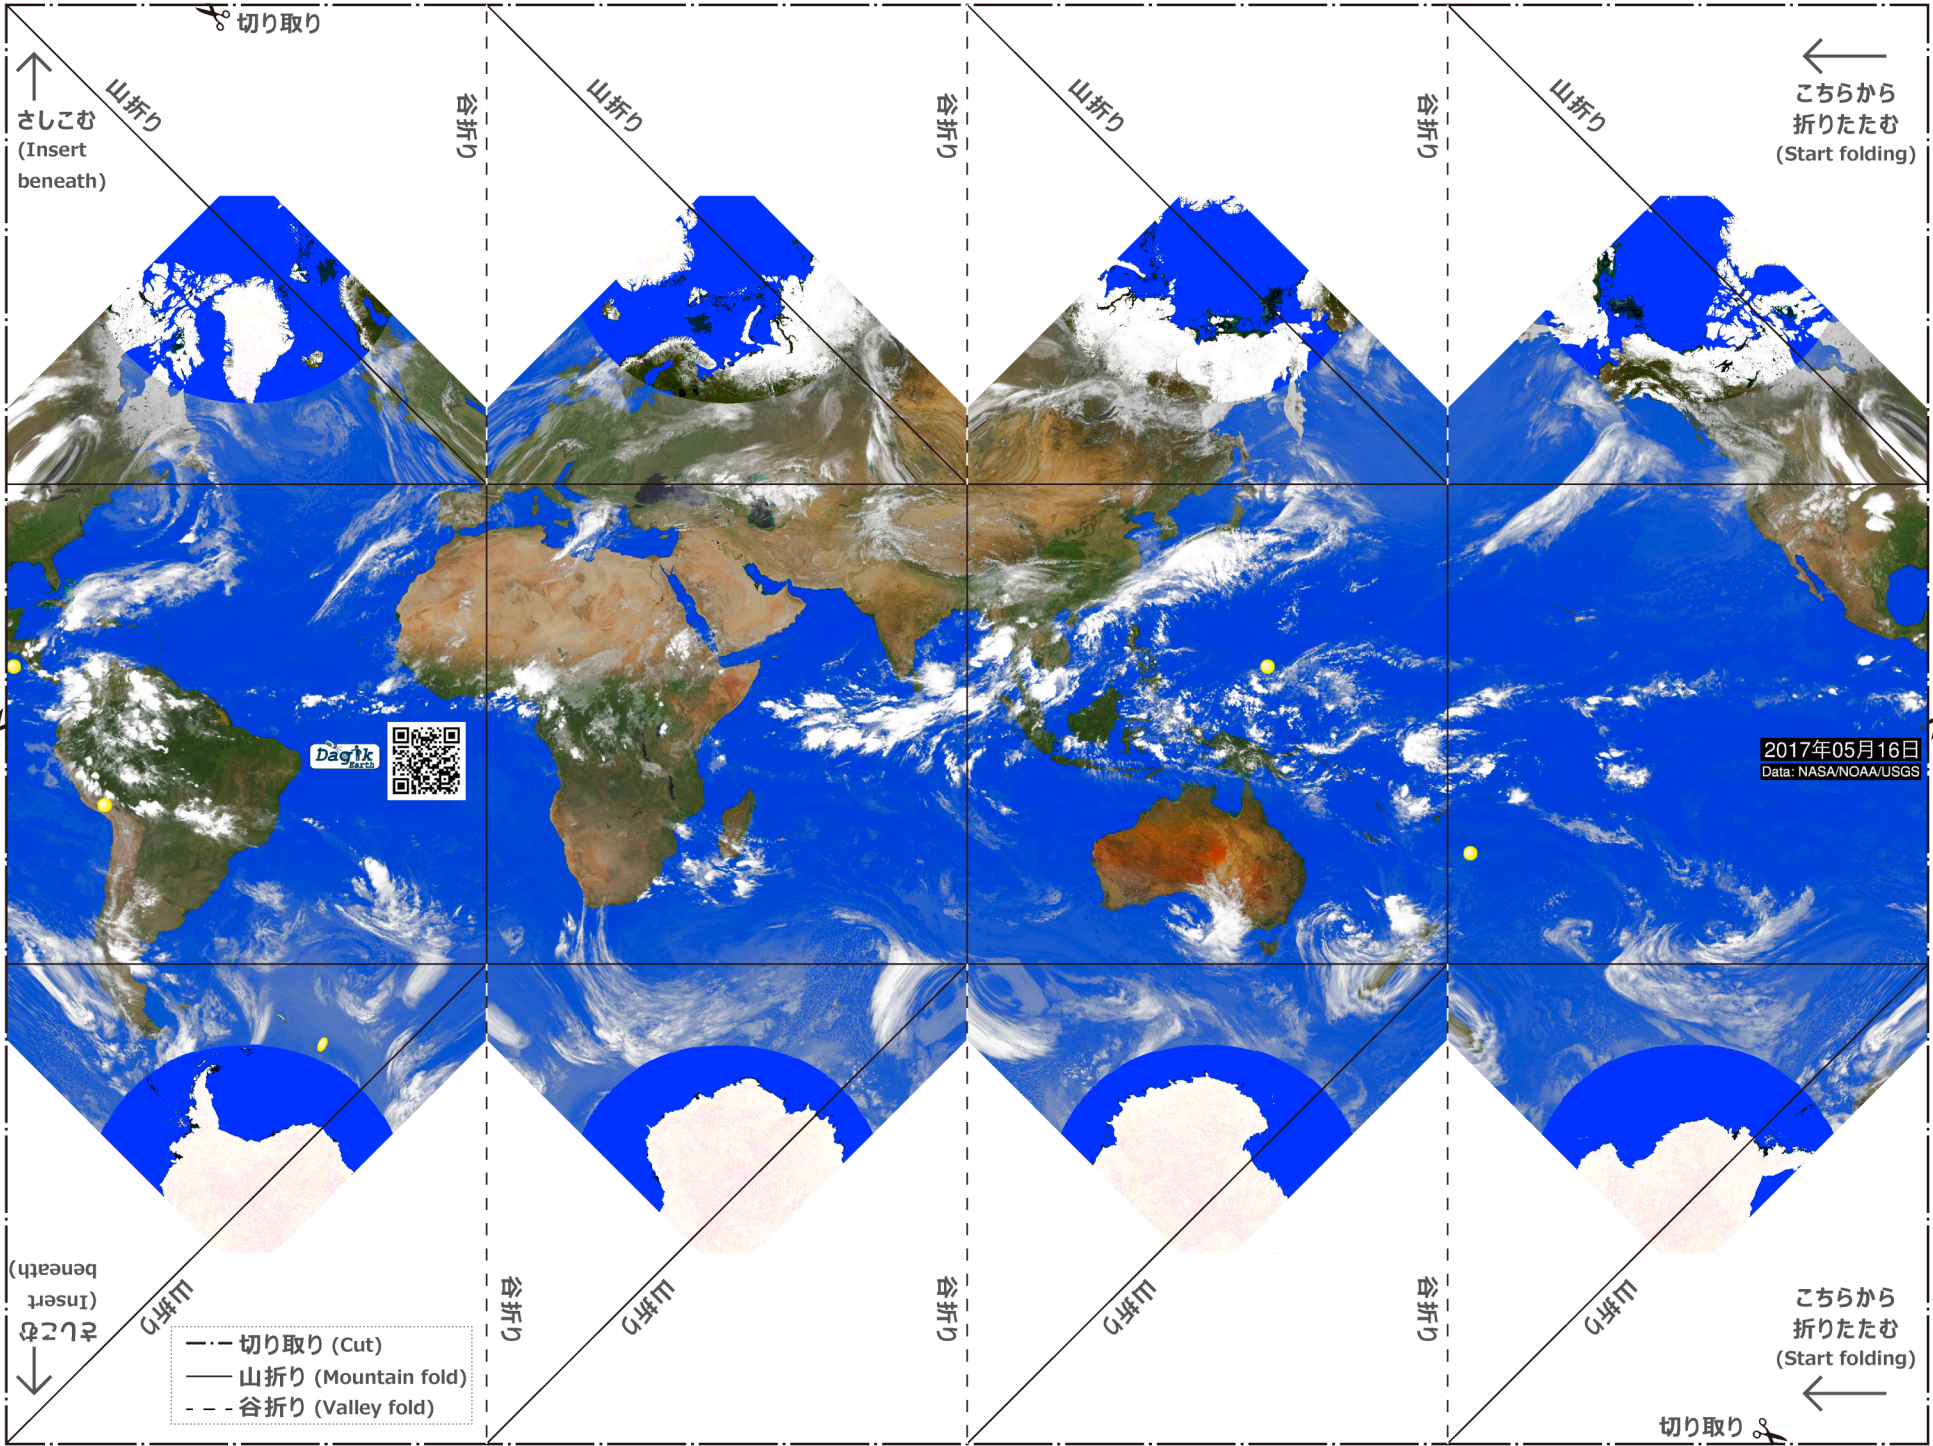 切り取り
山折り
谷折り
山折り
谷折り
山折り
谷折り
山折り
さしこむ
(Insert
beneath)
こちらから
折りたたむ
(Start folding)
Dagik
Earth
2017年05月16日
Data: NASA/NOAA/USGS
さしこむ
(Insert
beneath)
山折り
谷折り
山折り
谷折り
山折り
谷折り
山折り
切り取り (Cut)
山折り (Mountain fold)
谷折り (Valley fold)
こちらから
折りたたむ
(Start folding)
切り取り